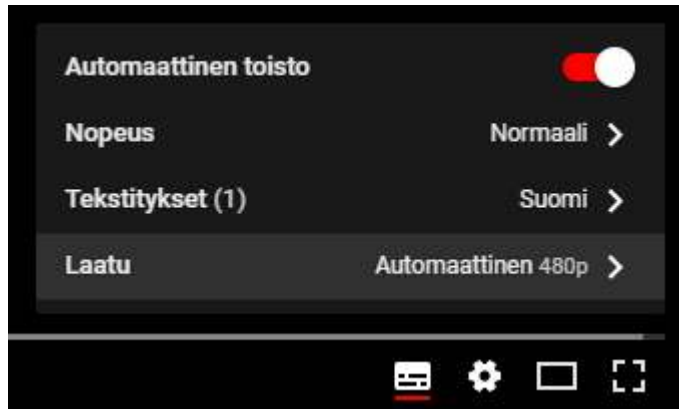 Automaattinen toisto
Nopeus Normaali
Tekstitykset (1) Suomi
Laatu Automaattinen 480p